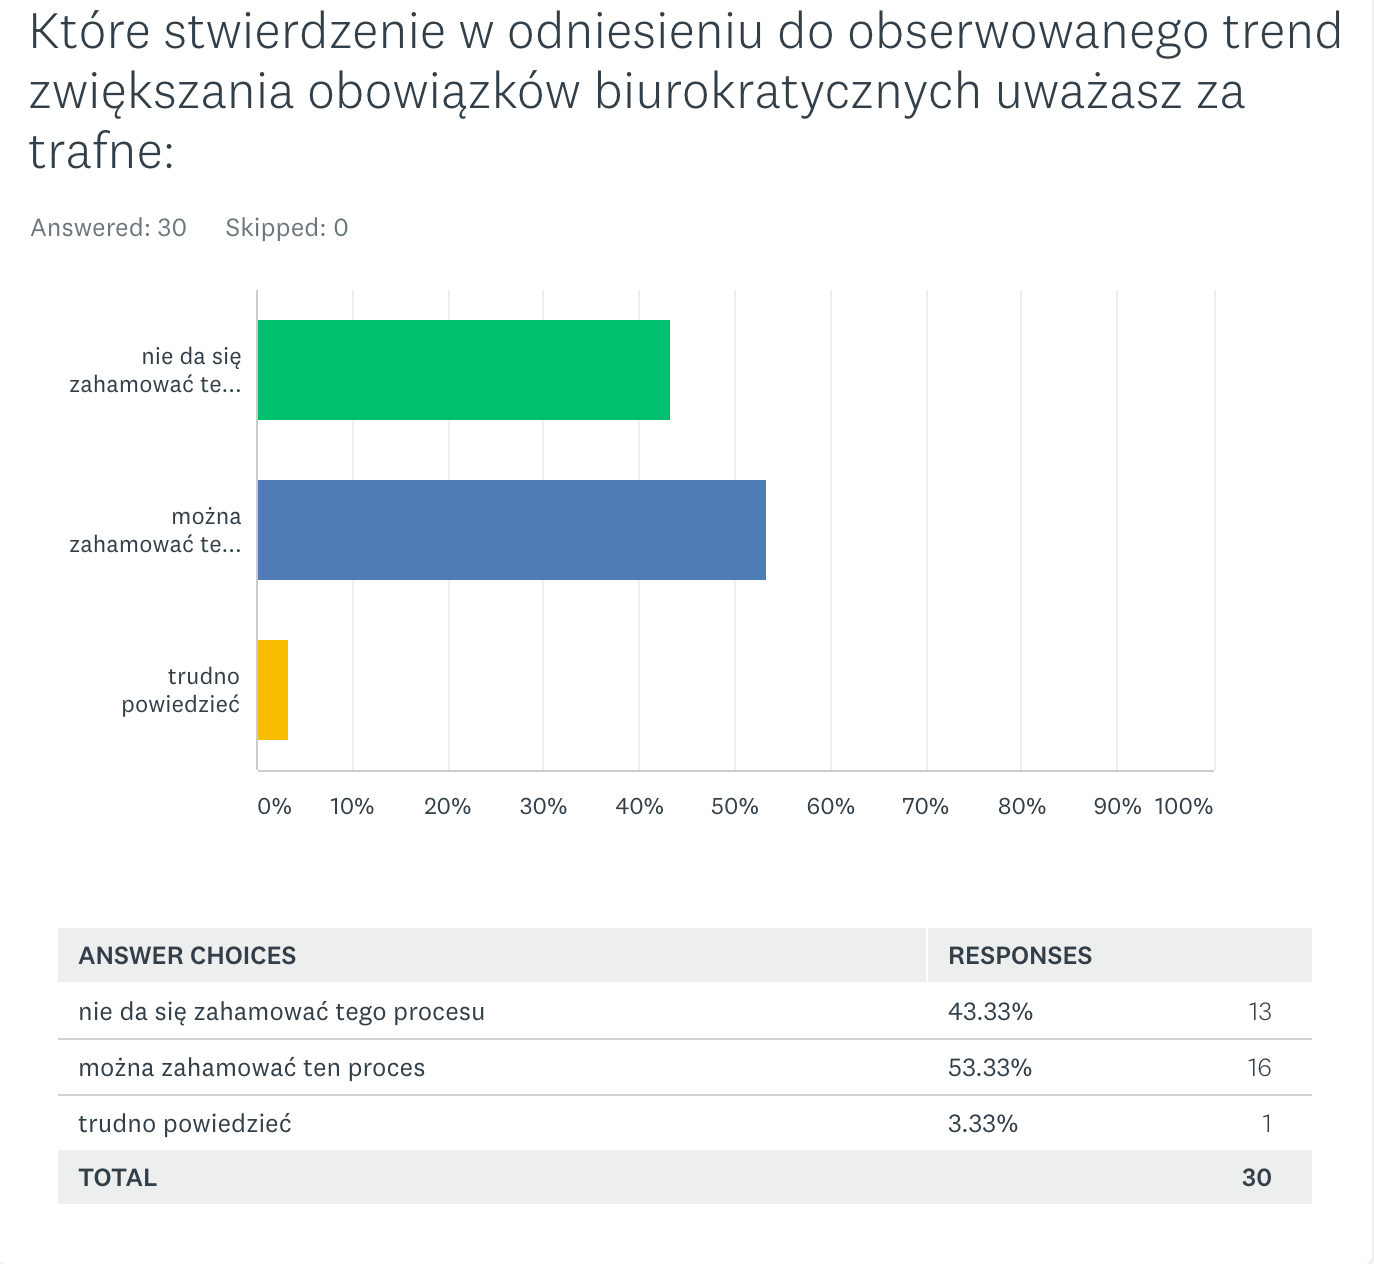 Które stwierdzenie w odniesieniu do obserwowanego trend
zwiększania obowiązków biurokratycznych uważasz za
trafne:
Answered: 30 Skipped: 0
nie da się
zahamować te...
można
zahamować te...
trudno
powiedzieć
0% 10% 20% 30% 40% 50% 60% 70% 80% 90% 100%
ANSWER CHOICES RESPONSES
nie da się zahamować tego procesu 43.33% 13
można zahamować ten proces 53.33% 16
trudno powiedzieć 3.33% 1
TOTAL 30